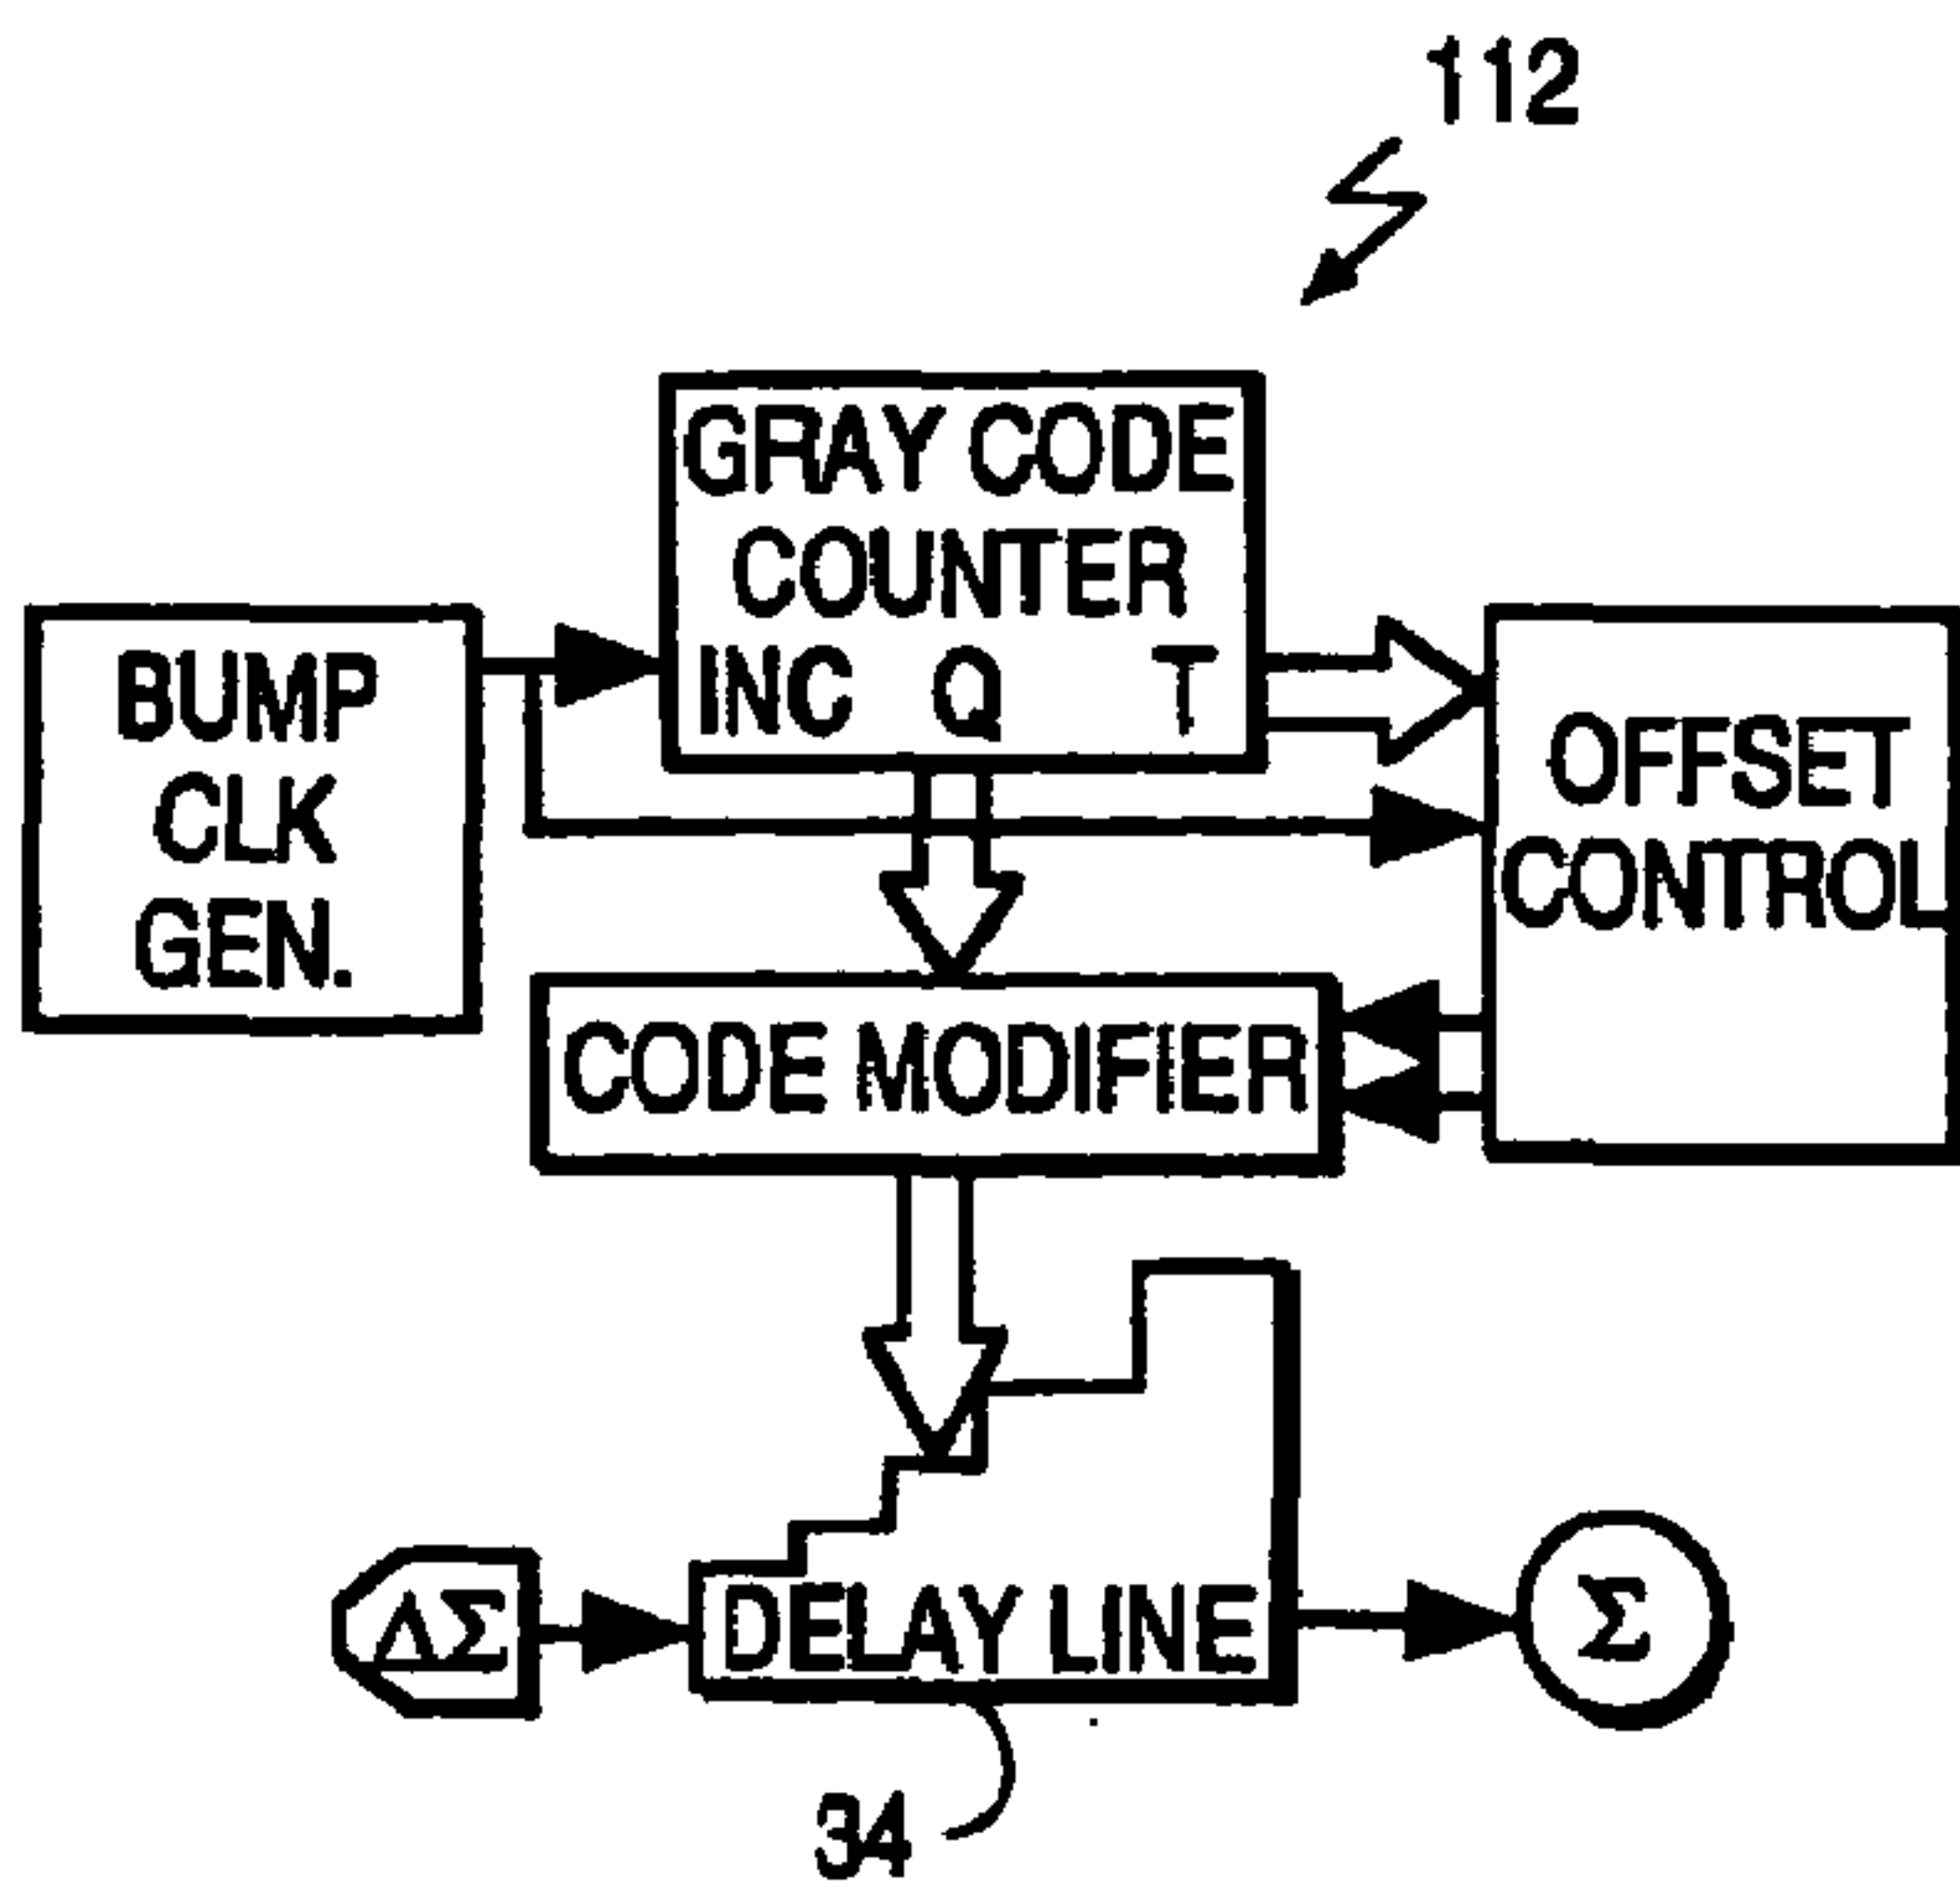 112
GRAY CODE
COUNTER
INC Q T
BUMP
CLK
GEN.
OFFSET
CONTROL
CODE MODIFIER
ΔΣ
DELAY LINE
Σ
34